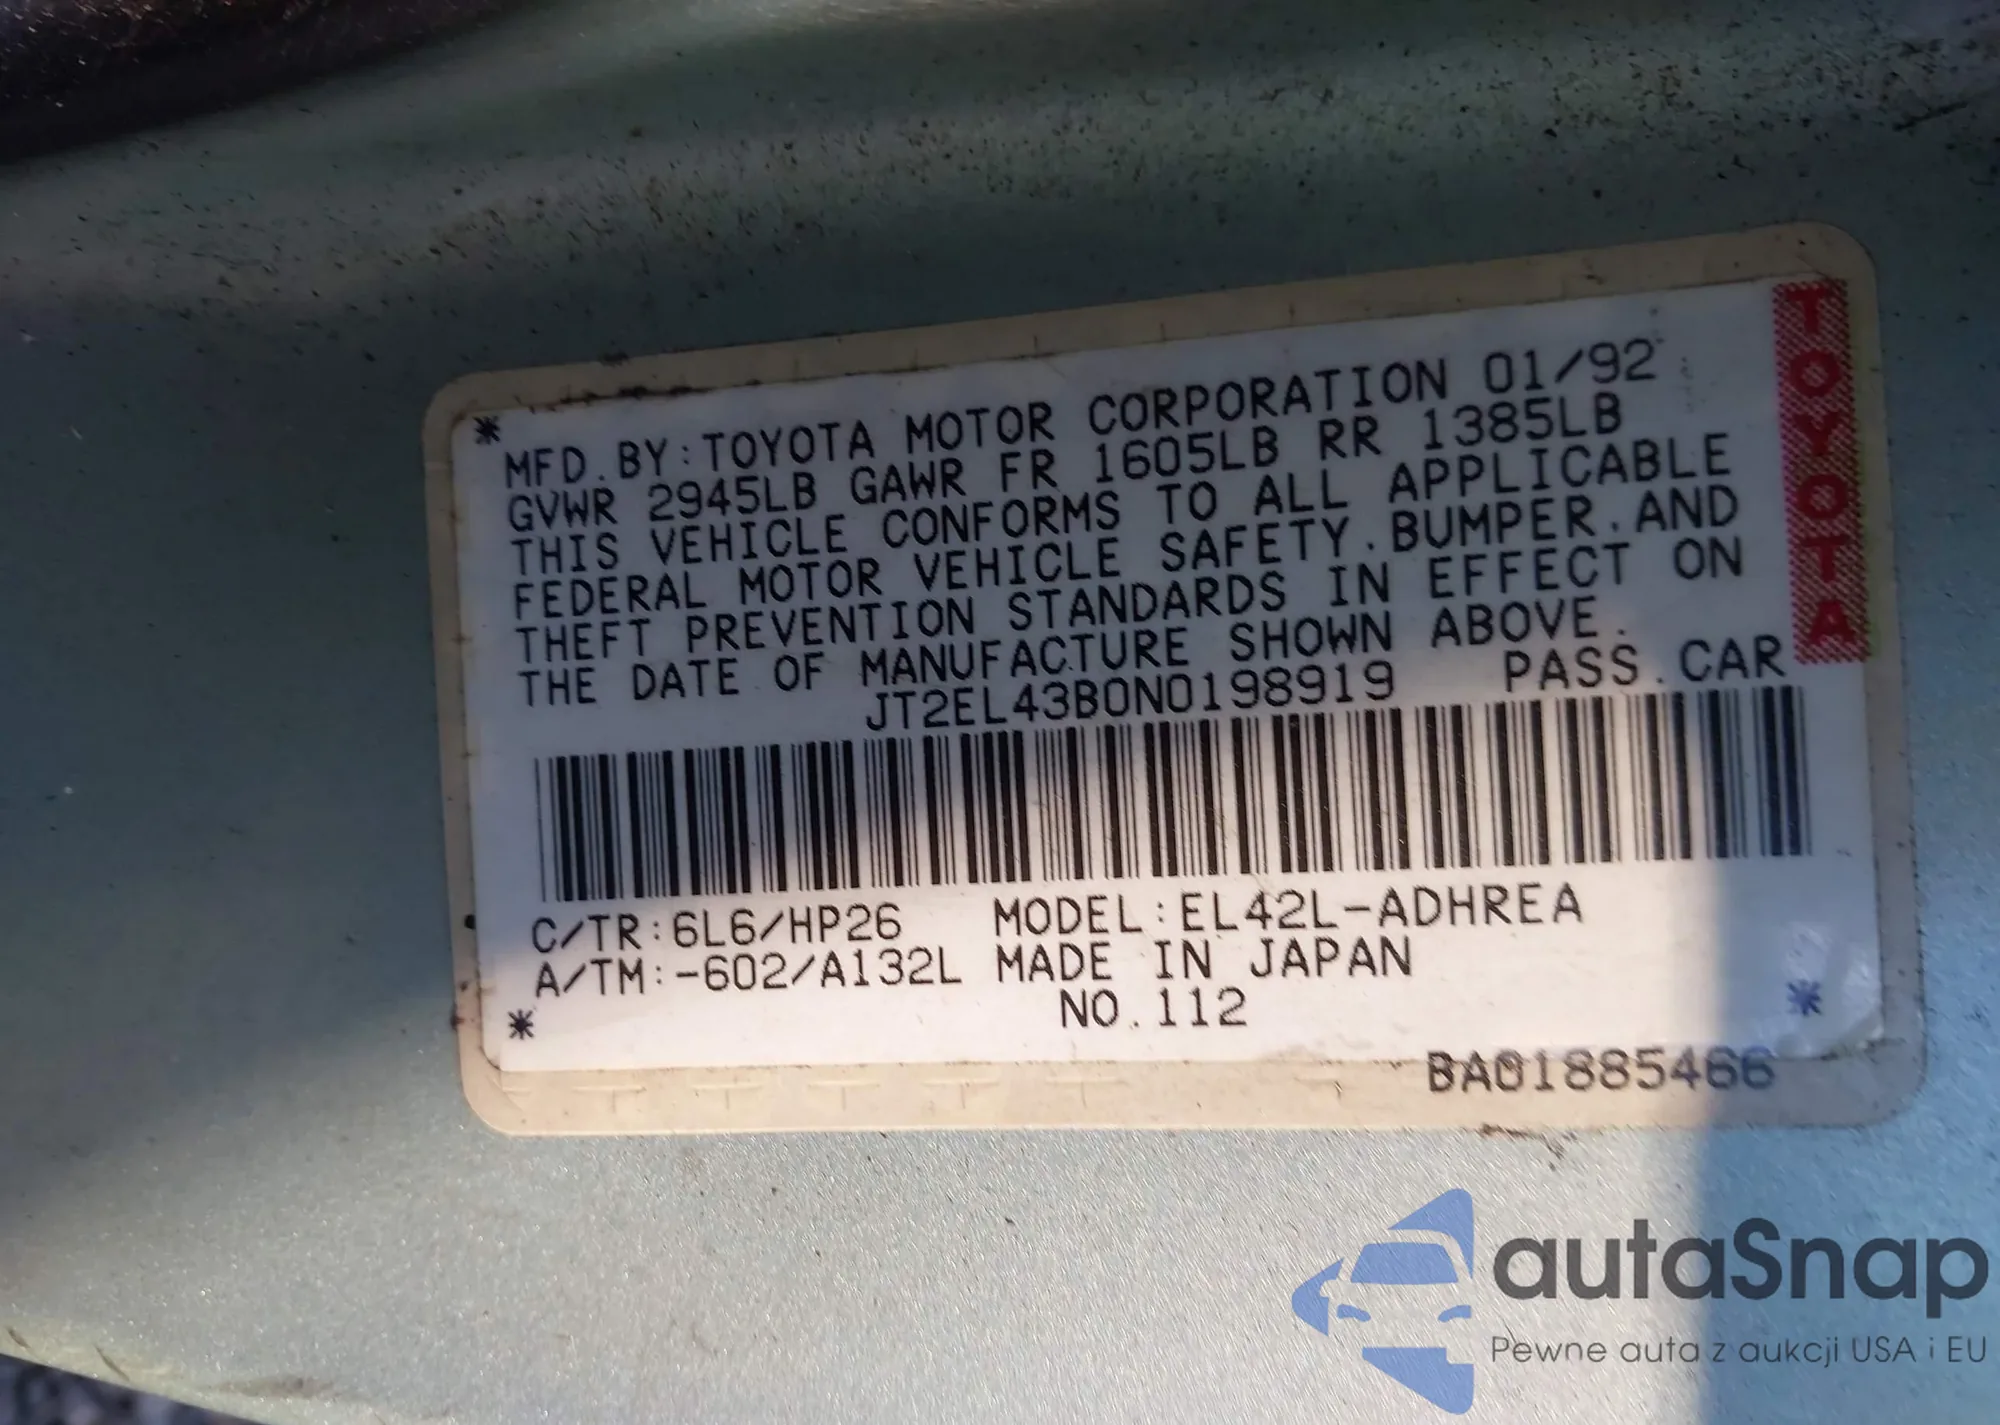 MFD.BY:TOYOTA MOTOR CORPORATION 01/92
GVWR 2945LB GAWR FR 1605LB RR 1385LB
THIS VEHICLE CONFORMS TO ALL APPLICABLE
FEDERAL MOTOR VEHICLE SAFETY.BUMPER.AND
THEFT PREVENTION STANDARDS IN EFFECT ON
THE DATE OF MANUFACTURE SHOWN ABOVE.
JT2EL43B0N0198919 PASS.CAR
TOYOTA
C/TR:6L6/HP26 MODEL:EL42L-ADHREA
A/TM:-602/A132L MADE IN JAPAN
NO.112
BA01885466
autaSnap
Pewne auta z aukcji USA i EU